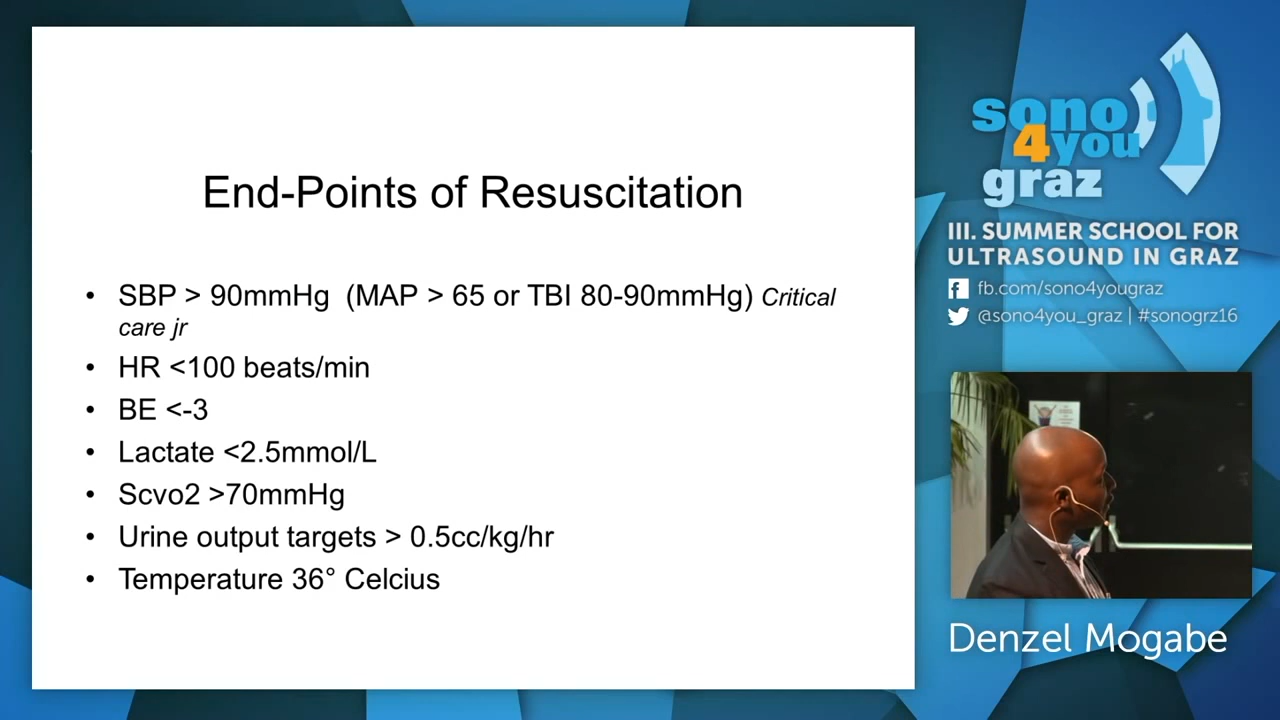 End-Points of Resuscitation
• SBP > 90mmHg (MAP > 65 or TBI 80-90mmHg) Critical
care jr
• HR <100 beats/min
• BE <-3
• Lactate <2.5mmol/L
• Scvo2 >70mmHg
• Urine output targets > 0.5cc/kg/hr
• Temperature 36° Celcius
sono
4you
graz
III. SUMMER SCHOOL FOR
ULTRASOUND IN GRAZ
fb.com/sono4yougraz
@sono4you_graz | #sonogrz16
Denzel Mogabe